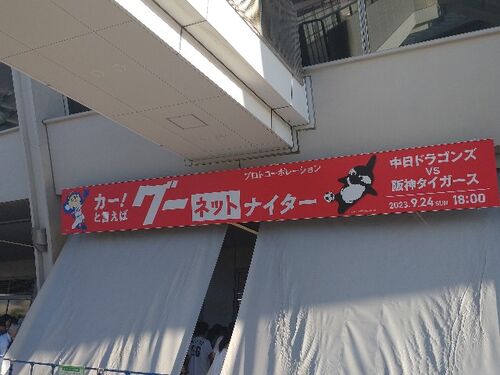 カー!
と言えば
グーネットナイター
プロトコーポレーション
中日ドラゴンズ
VS
阪神タイガース
2023.9.24 SUN 18:00